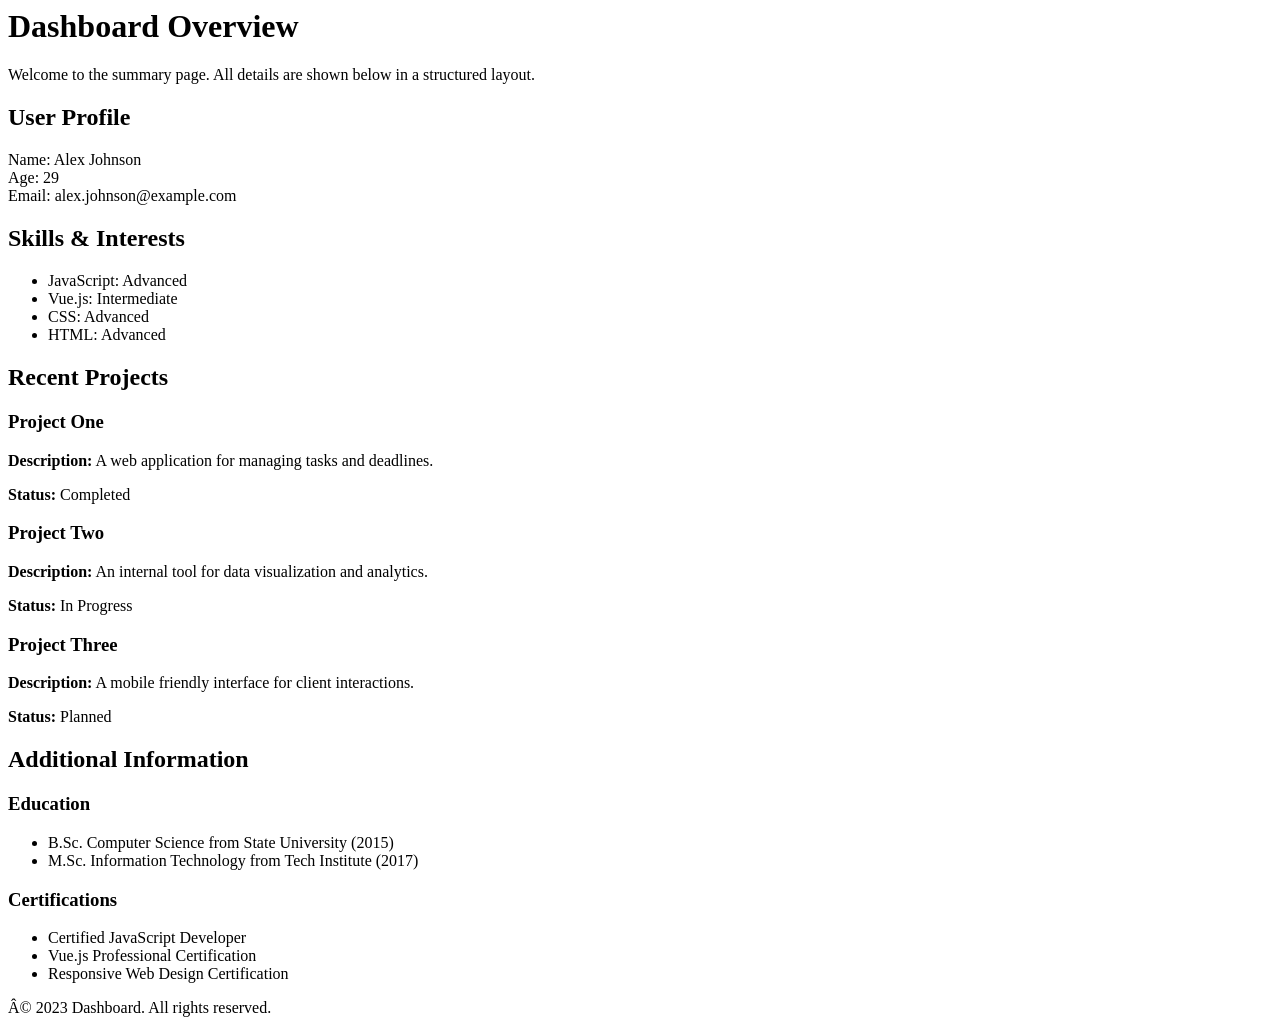 Dashboard Overview
Welcome to the summary page. All details are shown below in a structured layout.
User Profile
Name: Alex Johnson
Age: 29
Email: alex.johnson@example.com
Skills & Interests
JavaScript: Advanced
Vue.js: Intermediate
CSS: Advanced
HTML: Advanced
Recent Projects
Project One
Description: A web application for managing tasks and deadlines.
Status: Completed
Project Two
Description: An internal tool for data visualization and analytics.
Status: In Progress
Project Three
Description: A mobile friendly interface for client interactions.
Status: Planned
Additional Information
Education
B.Sc. Computer Science from State University (2015)
M.Sc. Information Technology from Tech Institute (2017)
Certifications
Certified JavaScript Developer
Vue.js Professional Certification
Responsive Web Design Certification
Â© 2023 Dashboard. All rights reserved.